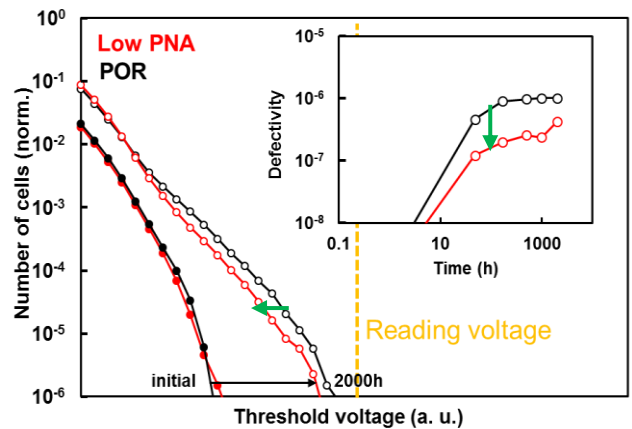 Low PNA
POR
Number of cells (norm.)
10⁰
10⁻¹
10⁻²
10⁻³
10⁻⁴
10⁻⁵
10⁻⁶
initial
2000h
Threshold voltage (a. u.)
Reading voltage
Defectivity
10⁻⁵
10⁻⁶
10⁻⁷
10⁻⁸
0.1
10
1000
Time (h)